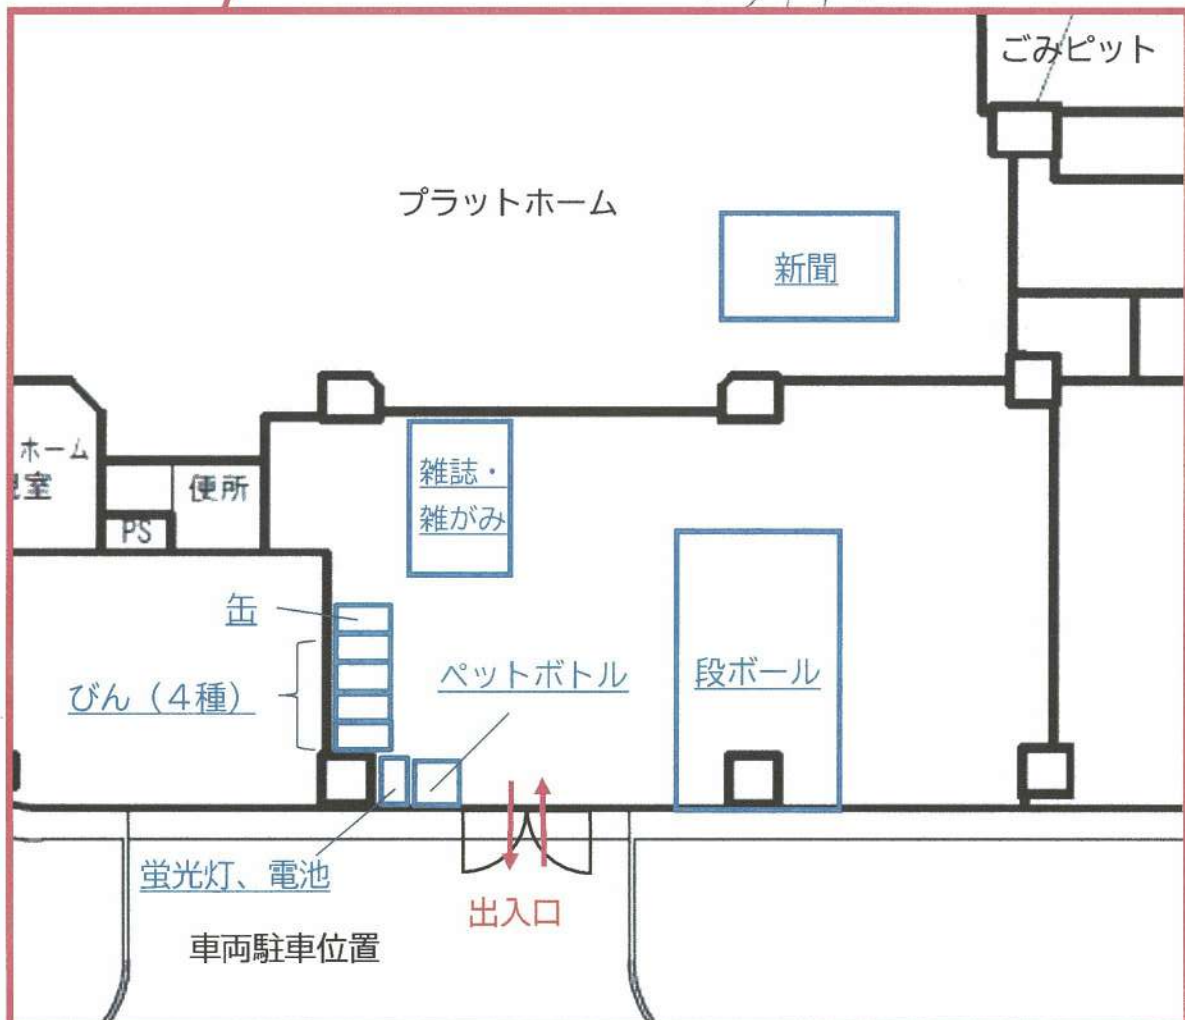 ごみピット
プラットホーム
新聞
ホーム
室
便所
PS
雑誌・
雑がみ
缶
びん（４種）
ペットボトル
段ボール
蛍光灯、電池
出入口
車両駐車位置